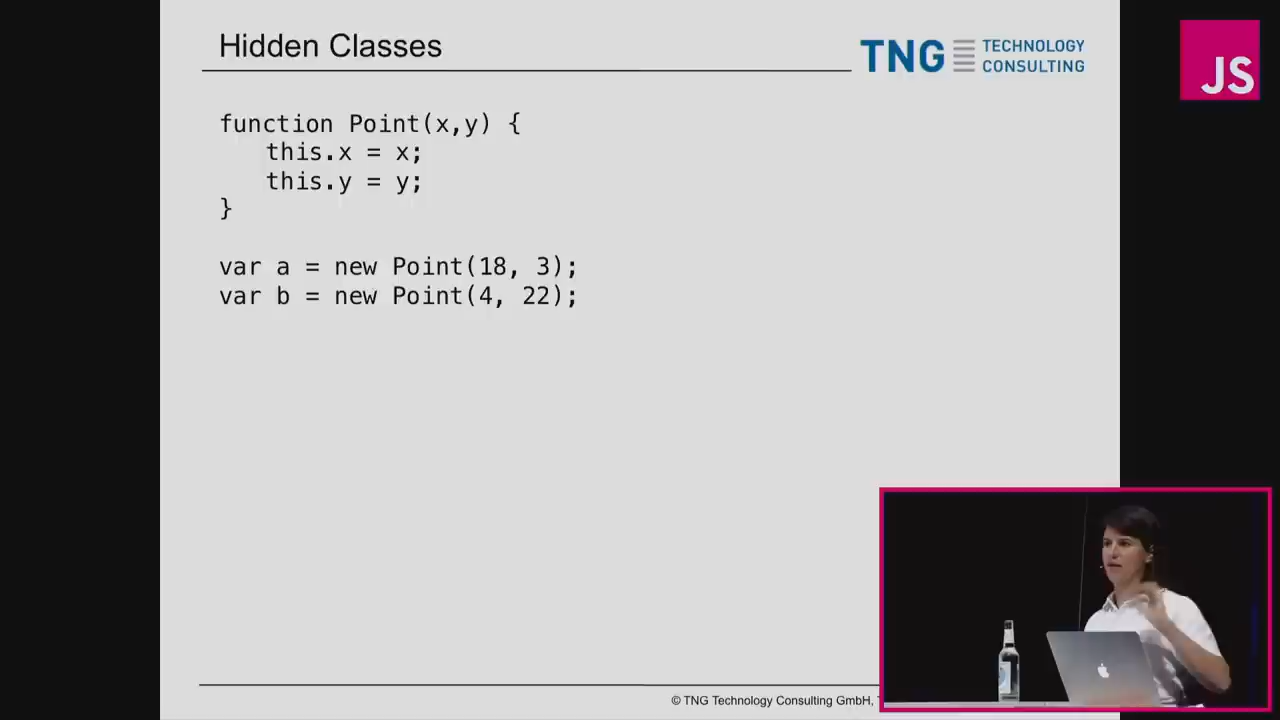 Hidden Classes
TNG TECHNOLOGY
CONSULTING
JS
function Point(x,y) {
this.x = x;
this.y = y;
}
var a = new Point(18, 3);
var b = new Point(4, 22);
© TNG Technology Consulting GmbH,